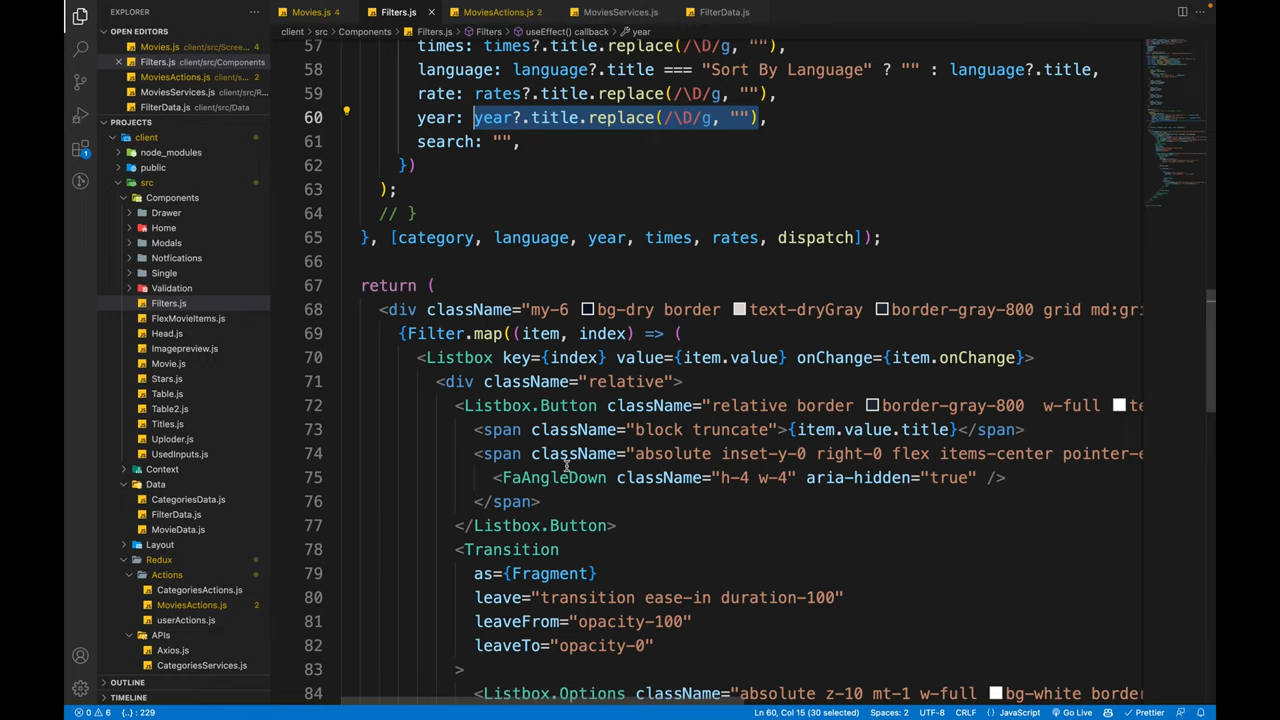 EXPLORER
Movies.js 4
Filters.js
MoviesActions.js 2
MoviesServices.js
FilterData.js
OPEN EDITORS
Movies.js client/src/Scree... 4
Filters.js client/src/Components
MoviesActions.js client/s... 2
MoviesServices.js client/...
FilterData.js client/src/Data
PROJECTS
client
node_modules
public
src
Components
Drawer
Home
Modals
Notfications
Single
Validation
Filters.js
FlexMovieItems.js
Head.js
Imagepreview.js
Movie.js
Stars.js
Table.js
Table2.js
Titles.js
Uploder.js
UsedInputs.js
Context
Data
CategoriesData.js
FilterData.js
MovieData.js
Layout
Redux
Actions
CategoriesActions.js
MoviesActions.js 2
userActions.js
APIs
Axios.js
CategoriesServices.js
OUTLINE
TIMELINE
client > src > Components > Filters.js > Filters > useEffect() callback > year
57 times: times?.title.replace(/\D/g, ""),
58 language: language?.title === "Sort By Language" ? "" : language?.title,
59 rate: rates?.title.replace(/\D/g, ""),
60 year: year?.title.replace(/\D/g, ""),
61 search: "",
62 })
63 );
64 // }
65 }, [category, language, year, times, rates, dispatch]);
66
67 return (
68 <div className="my-6 bg-dry border text-dryGray border-gray-800 grid md:gr
69 {Filter.map((item, index) => (
70 <Listbox key={index} value={item.value} onChange={item.onChange}>
71 <div className="relative">
72 <Listbox.Button className="relative border border-gray-800 w-full te
73 <span className="block truncate">{item.value.title}</span>
74 <span className="absolute inset-y-0 right-0 flex items-center pointer-e
75 <FaAngleDown className="h-4 w-4" aria-hidden="true" />
76 </span>
77 </Listbox.Button>
78 <Transition
79 as={Fragment}
80 leave="transition ease-in duration-100"
81 leaveFrom="opacity-100"
82 leaveTo="opacity-0"
83 >
84 <Listbox.Options className="absolute z-10 mt-1 w-full bg-white border
0 6 {..} : 229 Ln 60, Col 15 (30 selected) Spaces: 2 UTF-8 CRLF JavaScript Go Live Prettier